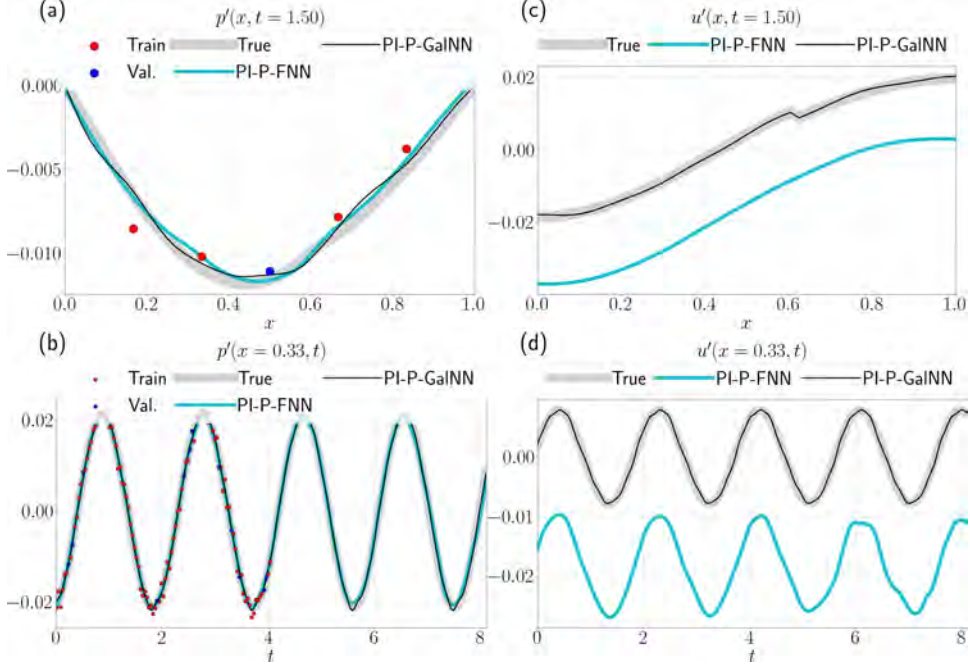 (a) p′(x, t = 1.50)
Train True PI-P-GalNN
Val. PI-P-FNN
0.000
−0.005
−0.010
0.0 0.2 0.4 0.6 0.8 1.0
x
(c) u′(x, t = 1.50)
True PI-P-FNN PI-P-GalNN
0.02
0.00
−0.02
0.0 0.2 0.4 0.6 0.8 1.0
x
(b) p′(x = 0.33, t)
Train True PI-P-GalNN
Val. PI-P-FNN
0.02
0.00
−0.02
0 2 4 6 8
t
(d) u′(x = 0.33, t)
True PI-P-FNN PI-P-GalNN
0.00
−0.01
−0.02
0 2 4 6 8
t